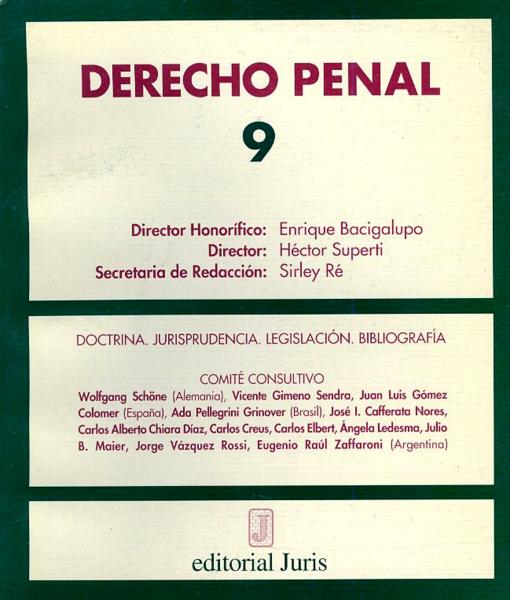 DERECHO PENAL
9
Director Honorífico: Enrique Bacigalupo
Director: Héctor Superti
Secretaria de Redacción: Sirley Ré
DOCTRINA. JURISPRUDENCIA. LEGISLACIÓN. BIBLIOGRAFÍA
COMITÉ CONSULTIVO
Wolfgang Schöne (Alemania), Vicente Gimeno Sendra, Juan Luis Gómez
Colomer (España), Ada Pellegrini Grinover (Brasil), José I. Cafferata Nores,
Carlos Alberto Chiara Díaz, Carlos Creus, Carlos Elbert, Ángela Ledesma, Julio
B. Maier, Jorge Vázquez Rossi, Eugenio Raúl Zaffaroni (Argentina)
J
editorial Juris